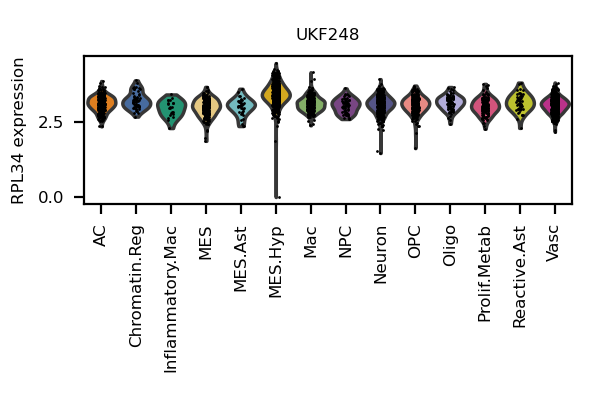 UKF248
RPL34 expression
2.5
0.0
AC
Chromatin.Reg
Inflammatory.Mac
MES
MES.Ast
MES.Hyp
Mac
NPC
Neuron
OPC
Oligo
Prolif.Metab
Reactive.Ast
Vasc